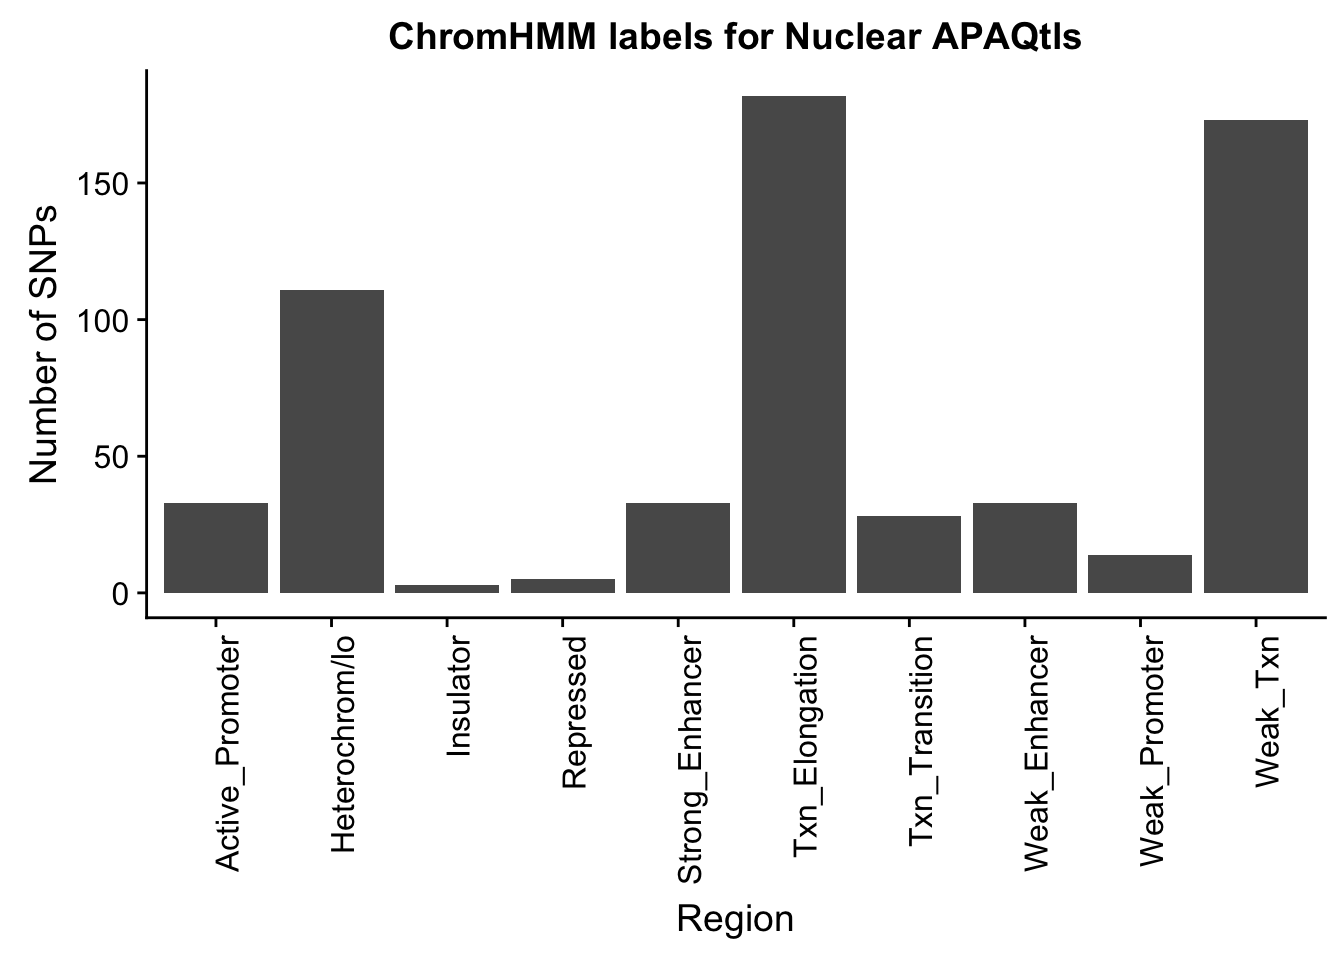 ChromHMM labels for Nuclear APAQtls
Number of SNPs
150
100
50
0
Active_Promoter
Heterochrom/lo
Insulator
Repressed
Strong_Enhancer
Txn_Elongation
Txn_Transition
Weak_Enhancer
Weak_Promoter
Weak_Txn
Region